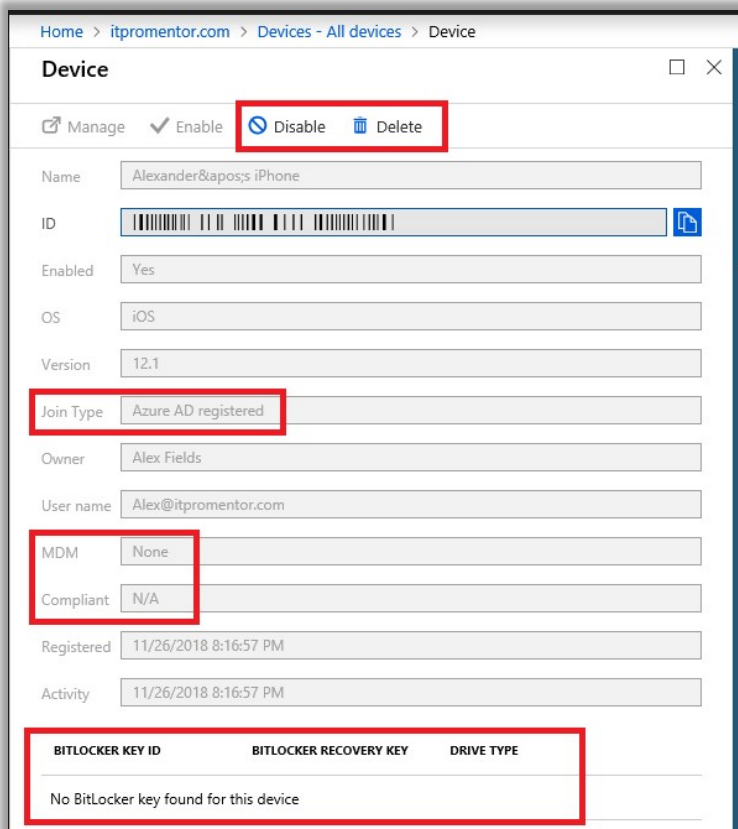 Home > itpromentor.com > Devices - All devices > Device
Device
Manage Enable Disable Delete
Name Alexander&apos;s iPhone
ID
Enabled Yes
OS iOS
Version 12.1
Join Type Azure AD registered
Owner Alex Fields
User name Alex@itpromentor.com
MDM None
Compliant N/A
Registered 11/26/2018 8:16:57 PM
Activity 11/26/2018 8:16:57 PM
BITLOCKER KEY ID BITLOCKER RECOVERY KEY DRIVE TYPE
No BitLocker key found for this device